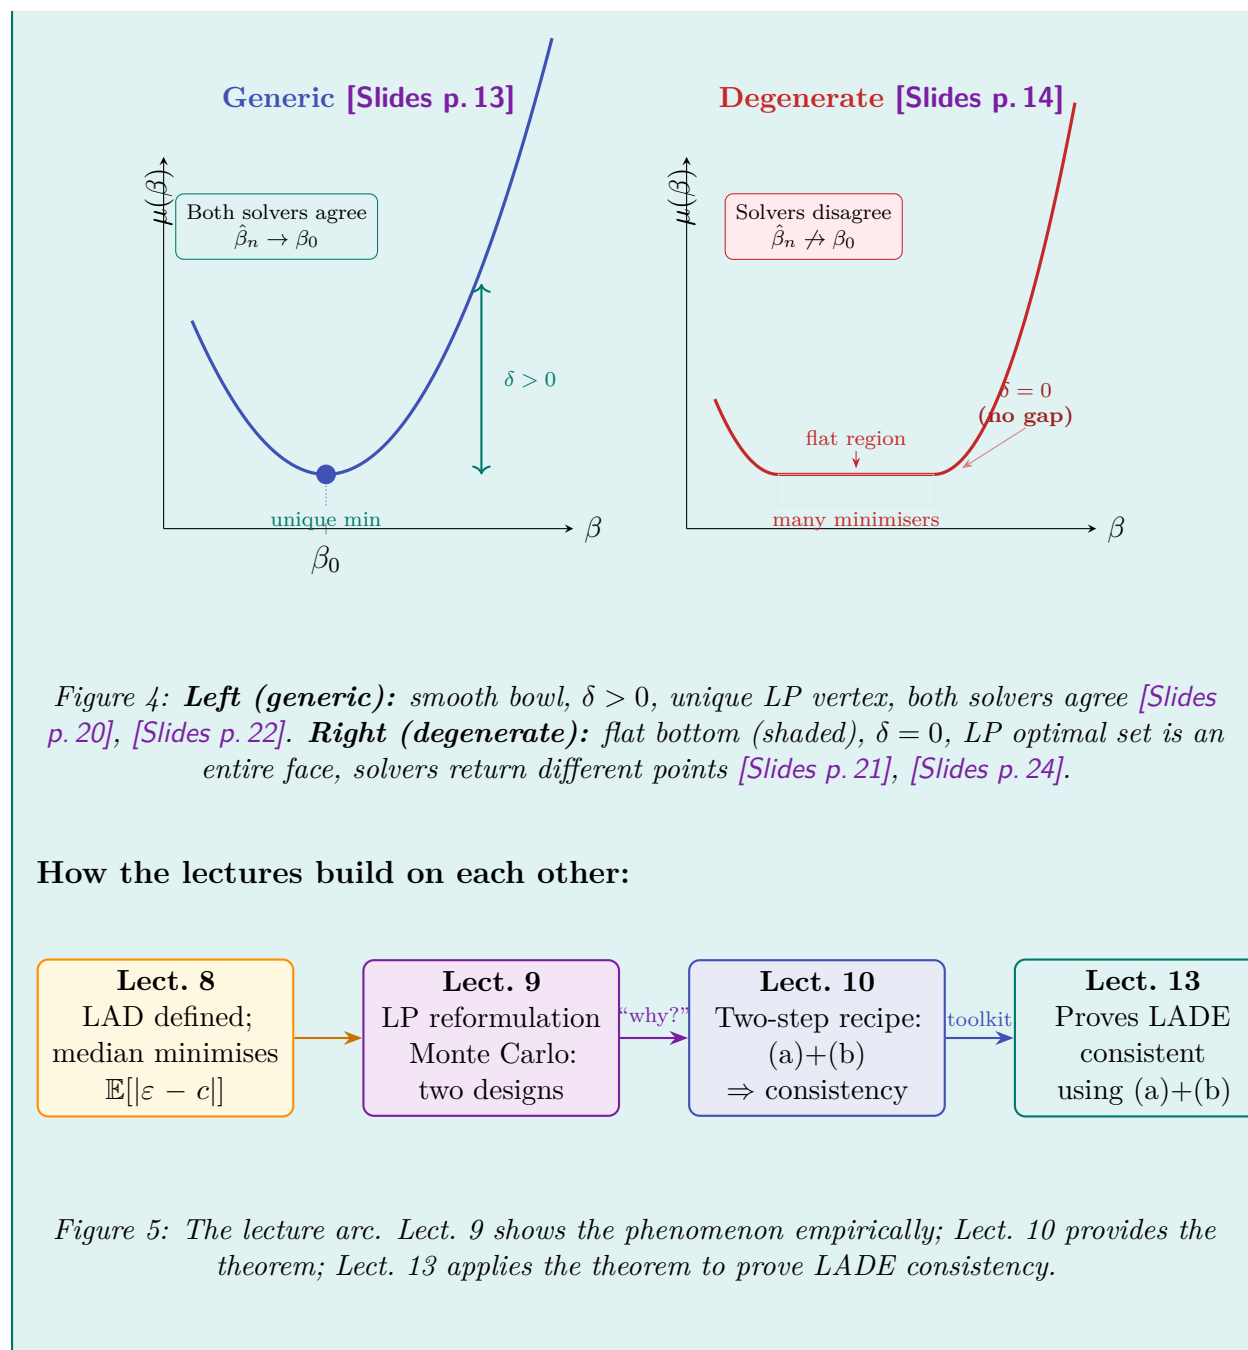 Generic [Slides p. 13]
Degenerate [Slides p. 14]
μ(β)
Both solvers agree
β̂ₙ → β₀
δ > 0
unique min
β₀
β
μ(β)
Solvers disagree
β̂ₙ ↛ β₀
δ = 0
(no gap)
flat region
many minimisers
β
Figure 4: Left (generic): smooth bowl, δ > 0, unique LP vertex, both solvers agree [Slides
p. 20], [Slides p. 22]. Right (degenerate): flat bottom (shaded), δ = 0, LP optimal set is an
entire face, solvers return different points [Slides p. 21], [Slides p. 24].
How the lectures build on each other:
Lect. 8
LAD defined;
median minimises
𝔼[|ε − c|]
Lect. 9
LP reformulation
Monte Carlo:
two designs
“why?”
Lect. 10
Two-step recipe:
(a)+(b)
⇒ consistency
toolkit
Lect. 13
Proves LADE
consistent
using (a)+(b)
Figure 5: The lecture arc. Lect. 9 shows the phenomenon empirically; Lect. 10 provides the
theorem; Lect. 13 applies the theorem to prove LADE consistency.